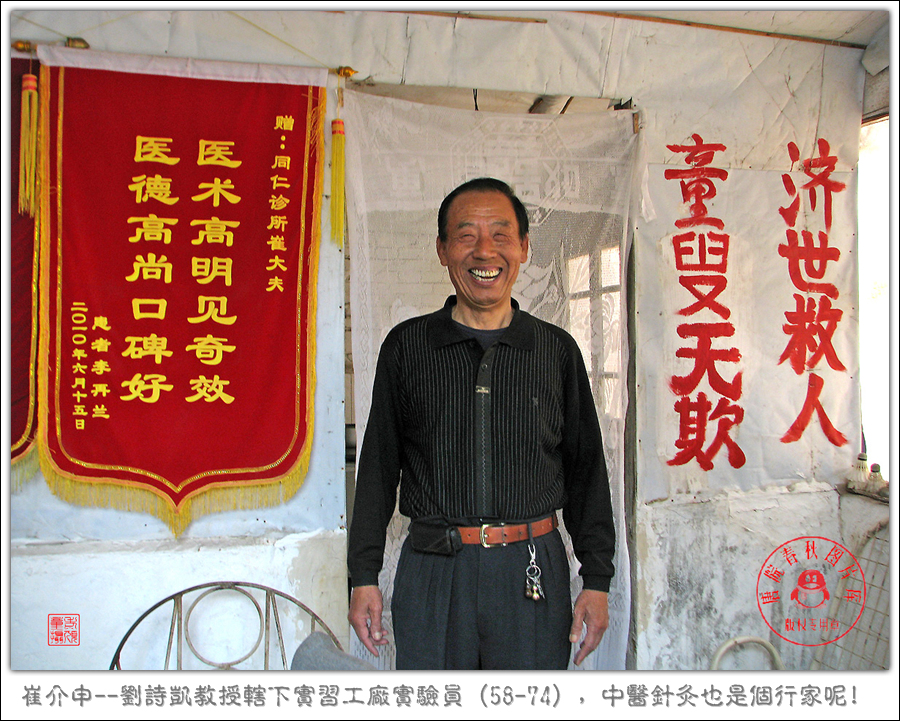 赠：同仁诊所崔大夫
医术高明见奇效
医德高尚口碑好
患者李再兰
二〇一〇年六月十五日
济世救人
童叟无欺
崔介申--劉詩凱教授轄下實習工廠實驗員 (58-74) ，中醫針灸也是個行家呢!